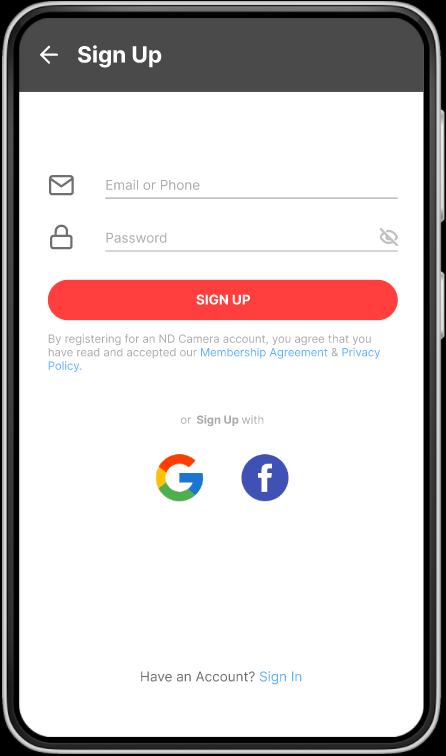 Sign Up
Email or Phone
Password
SIGN UP
By registering for an ND Camera account, you agree that you
have read and accepted our Membership Agreement & Privacy
Policy.
or Sign Up with
Have an Account? Sign In